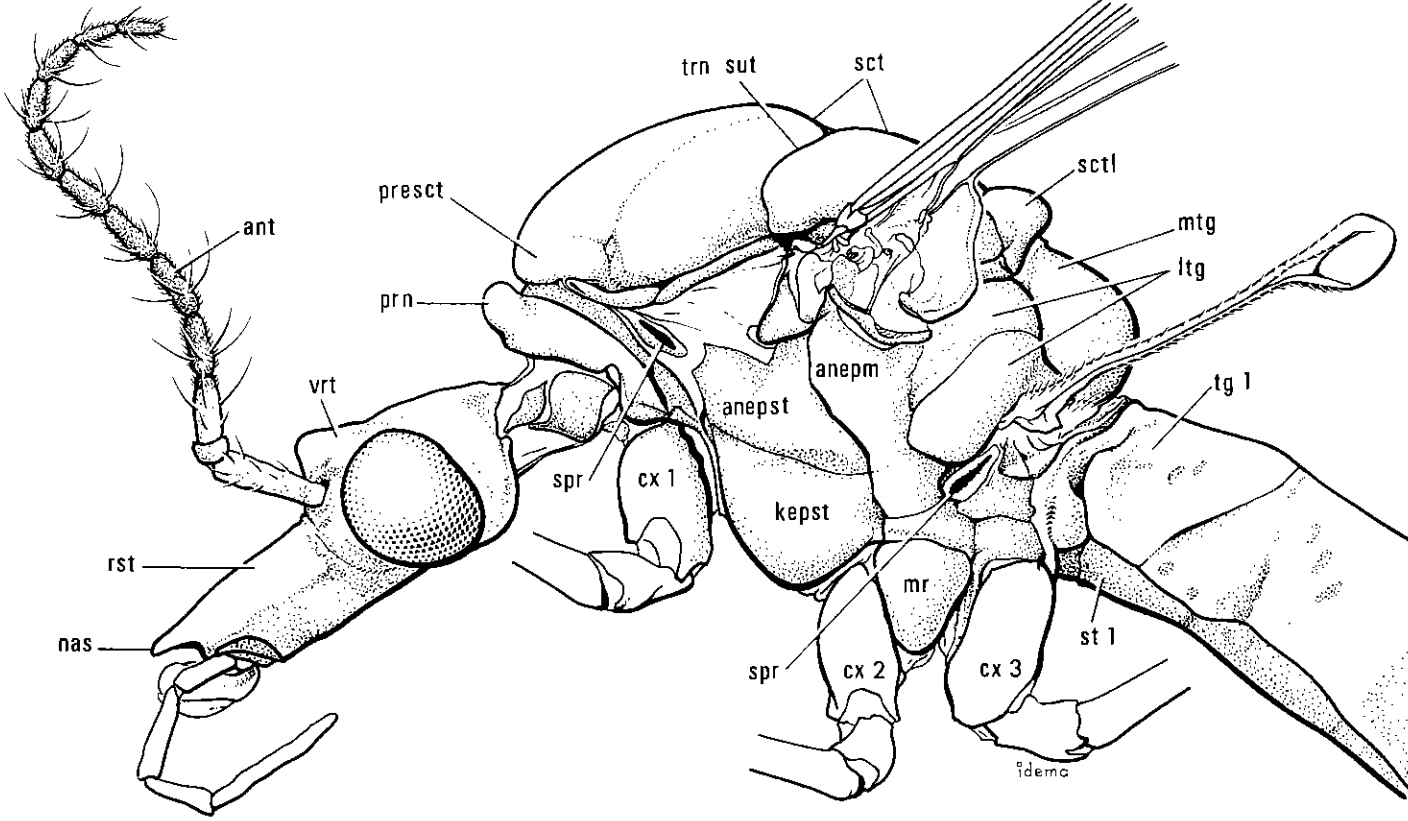 trn sut
sct
sctl
presct
mtg
ant
ltg
prn
anepm
vrt
tg 1
anepst
spr
cx 1
kepst
rst
mr
nas
st 1
spr
cx 2
cx 3
idema